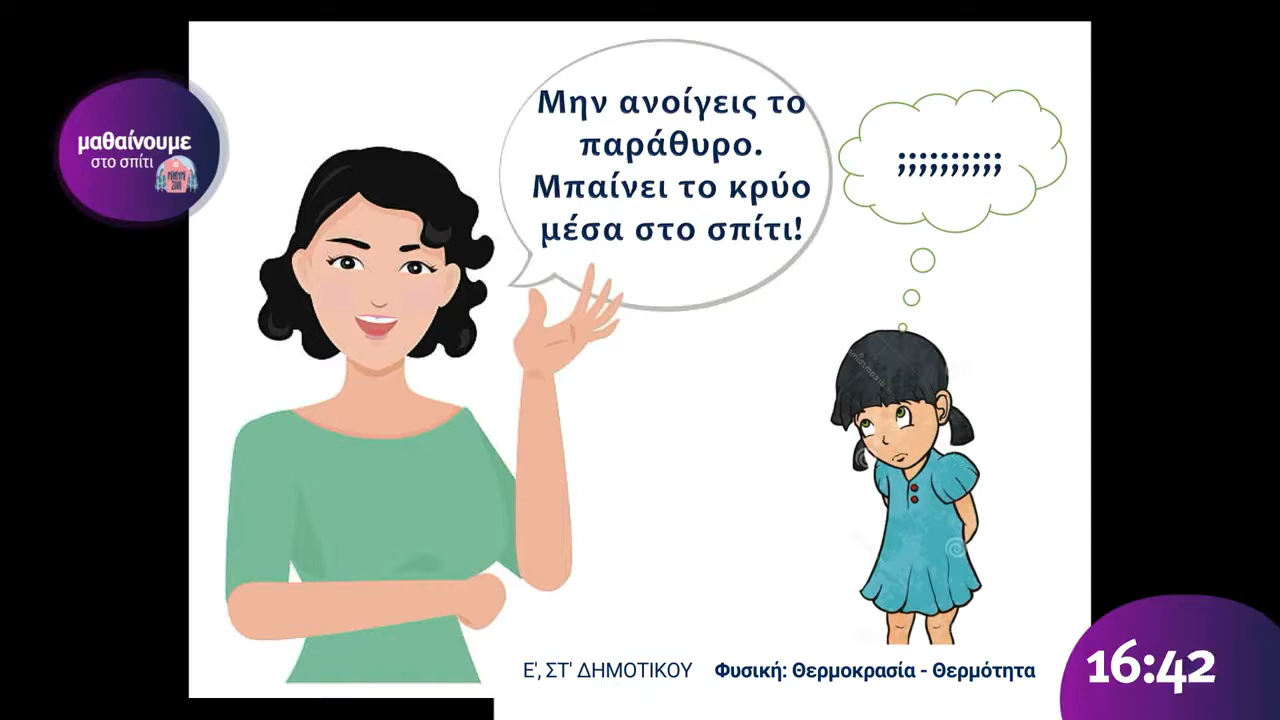 μαθαίνουμε
στο σπίτι
Μην ανοίγεις το
παράθυρο.
Μπαίνει το κρύο
μέσα στο σπίτι!
;;;;;;;;;;
Ε', ΣΤ' ΔΗΜΟΤΙΚΟΥ Φυσική: Θερμοκρασία - Θερμότητα
16:42